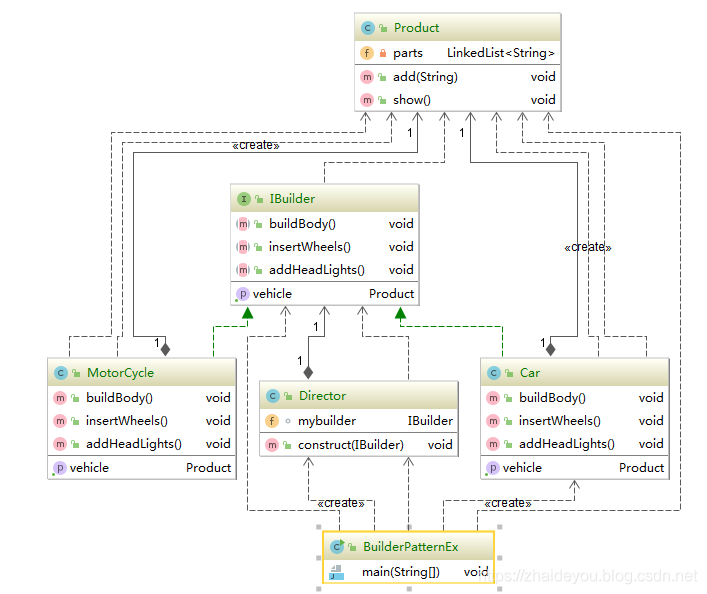 Product
parts LinkedList<String>
add(String) void
show() void
1 1
«create»
IBuilder
buildBody() void
insertWheels() void
addHeadLights() void
vehicle Product
«create»
1
1 1 1
MotorCycle
buildBody() void
insertWheels() void
addHeadLights() void
vehicle Product
Director
mybuilder IBuilder
construct(IBuilder) void
Car
buildBody() void
insertWheels() void
addHeadLights() void
vehicle Product
«create» «create»
BuilderPatternEx
main(String[]) void
https://zhaideyou.blog.csdn.net